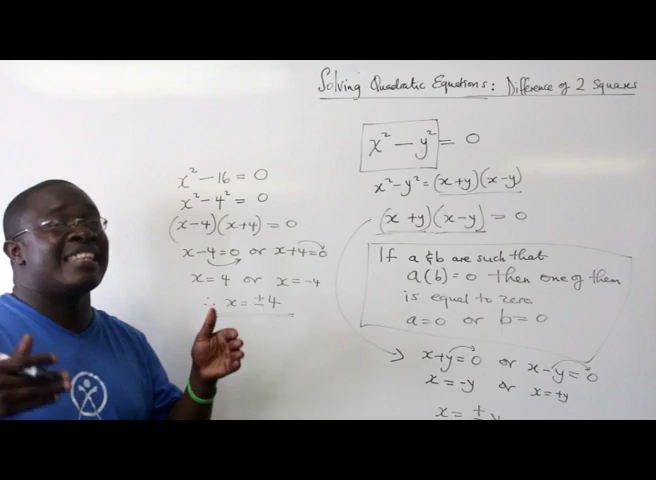 Solving Quadratic Equations: Difference of 2 Squares
x² - 16 = 0
x² - 4² = 0
(x-4)(x+4) = 0
x-4=0 or x+4=0
x = 4 or x = -4
∴ x = ±4
x² - y² = 0
x² - y² = (x+y)(x-y)
(x+y)(x-y) = 0
If a & b are such that
a(b) = 0 then one of them
is equal to zero
a=0 or b=0
x+y=0 or x-y=0
x=-y or x=+y
x = ± y